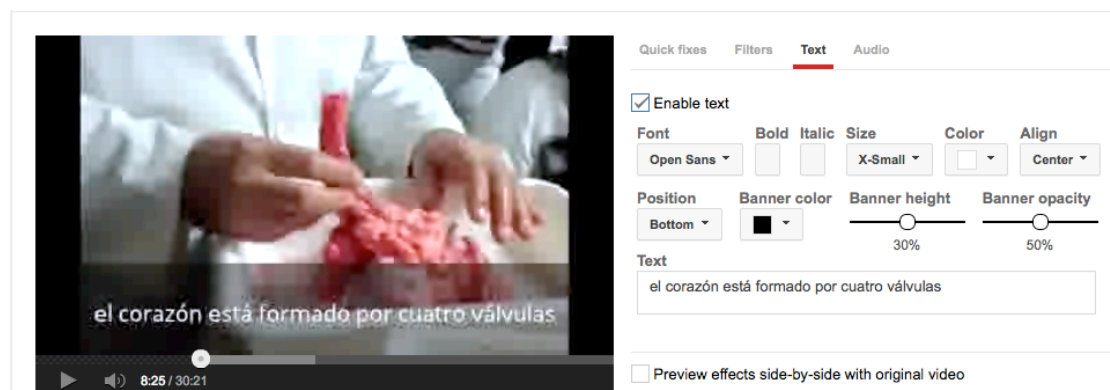 Quick fixes Filters Text Audio
Enable text
Font Bold Italic Size Color Align
Open Sans X-Small Center
Position Banner color Banner height Banner opacity
Bottom
30% 50%
Text
el corazón está formado por cuatro válvulas
el corazón está formado por cuatro válvulas
8:25 / 30:21
Preview effects side-by-side with original video